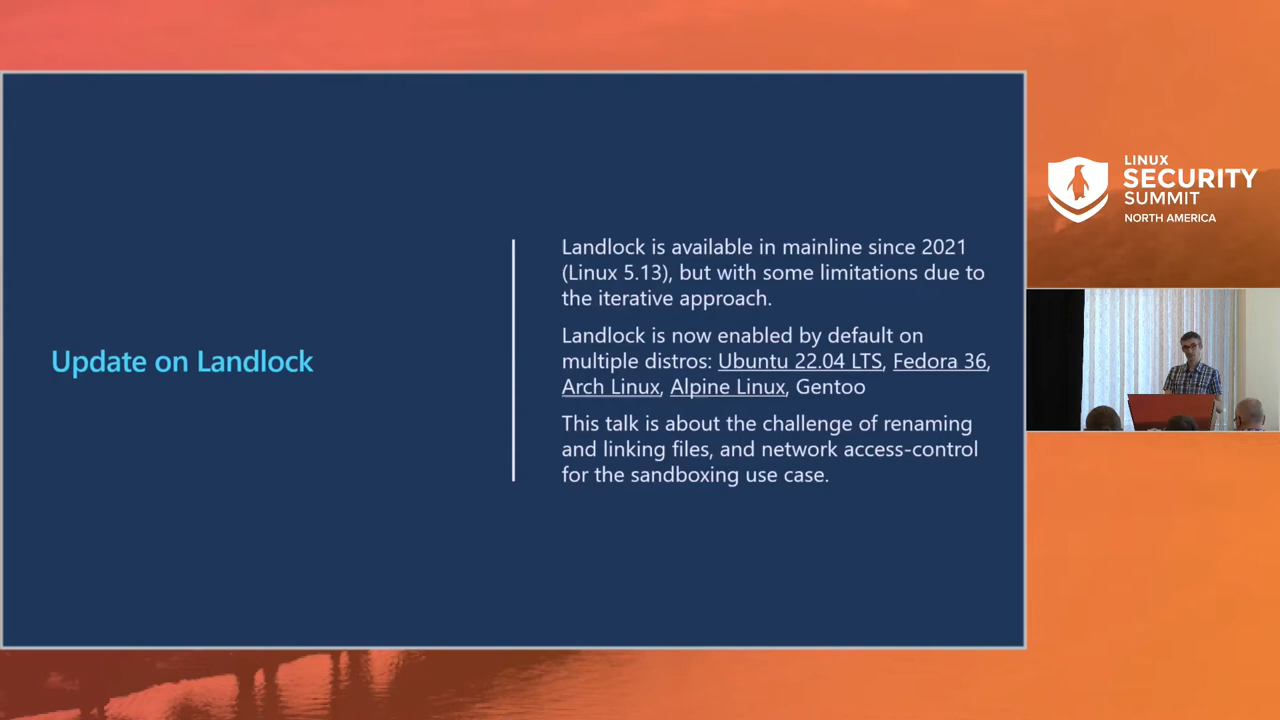 Update on Landlock
Landlock is available in mainline since 2021
(Linux 5.13), but with some limitations due to
the iterative approach.
Landlock is now enabled by default on
multiple distros: Ubuntu 22.04 LTS, Fedora 36,
Arch Linux, Alpine Linux, Gentoo
This talk is about the challenge of renaming
and linking files, and network access-control
for the sandboxing use case.
LINUX
SECURITY
SUMMIT
NORTH AMERICA